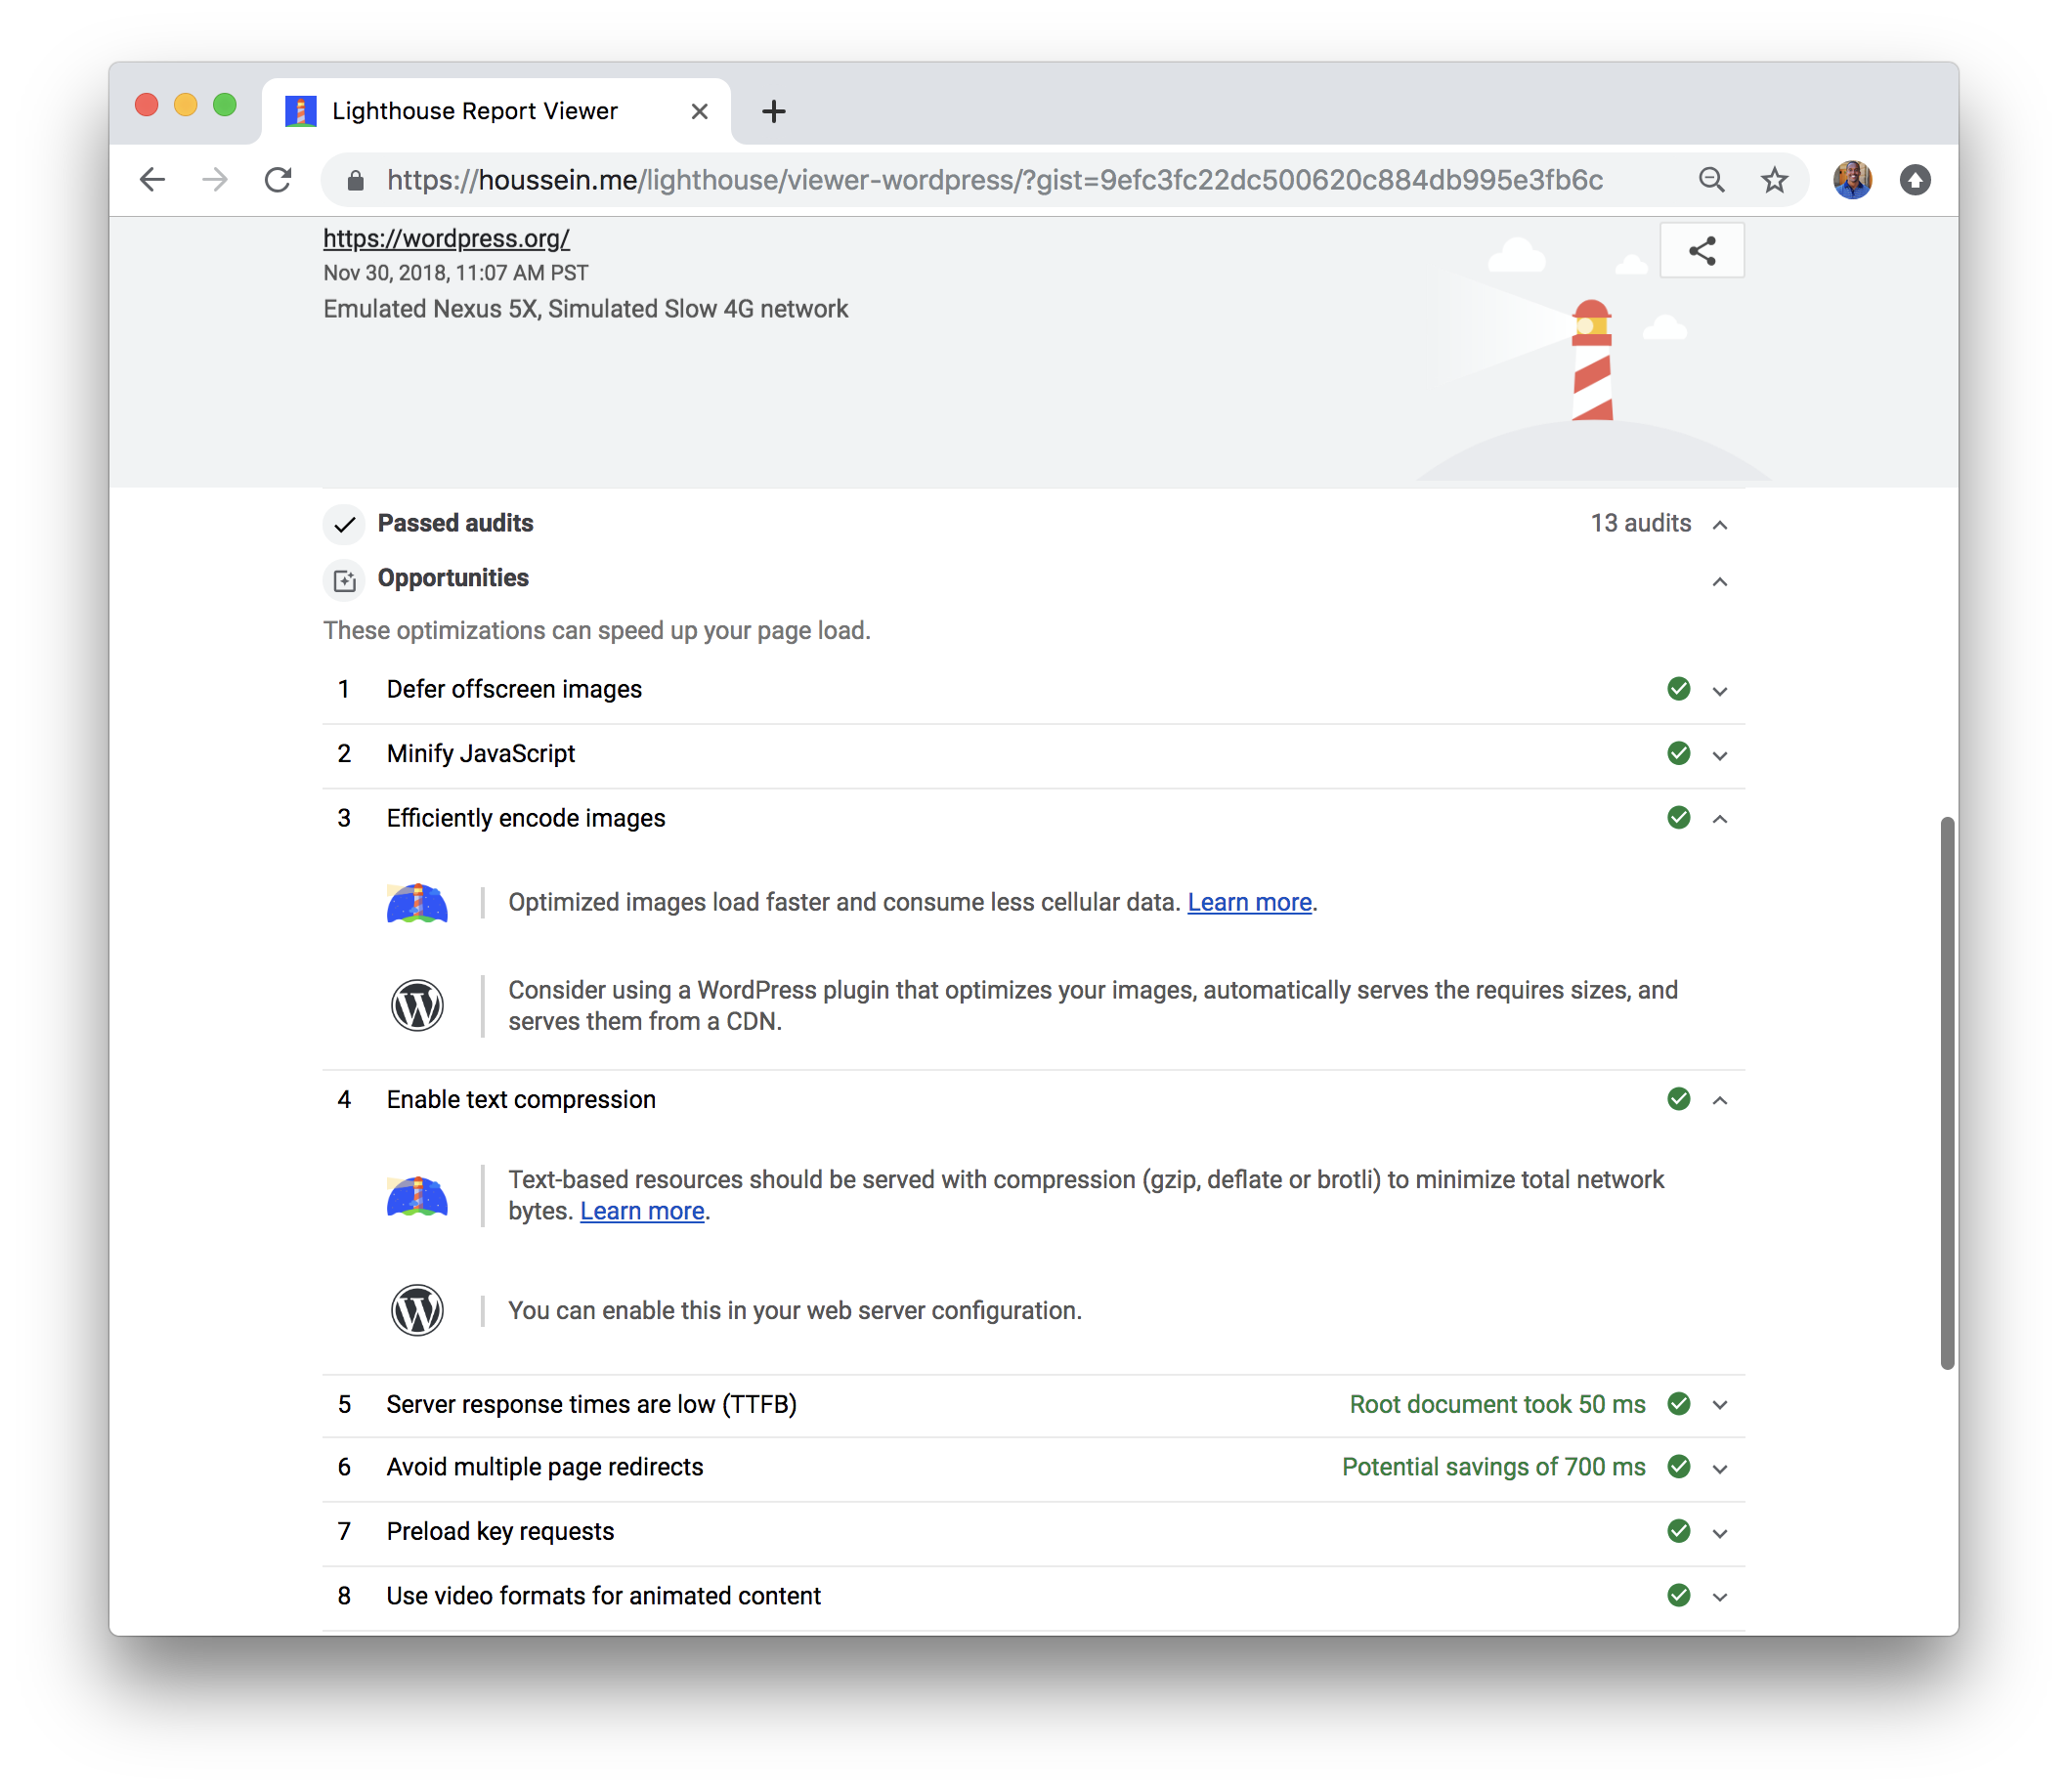 Lighthouse Report Viewer
https://houssein.me/lighthouse/viewer-wordpress/?gist=9efc3fc22dc500620c884db995e3fb6c
https://wordpress.org/
Nov 30, 2018, 11:07 AM PST
Emulated Nexus 5X, Simulated Slow 4G network
Passed audits 13 audits
Opportunities
These optimizations can speed up your page load.
1 Defer offscreen images
2 Minify JavaScript
3 Efficiently encode images
Optimized images load faster and consume less cellular data. Learn more.
Consider using a WordPress plugin that optimizes your images, automatically serves the requires sizes, and
serves them from a CDN.
4 Enable text compression
Text-based resources should be served with compression (gzip, deflate or brotli) to minimize total network
bytes. Learn more.
You can enable this in your web server configuration.
5 Server response times are low (TTFB) Root document took 50 ms
6 Avoid multiple page redirects Potential savings of 700 ms
7 Preload key requests
8 Use video formats for animated content